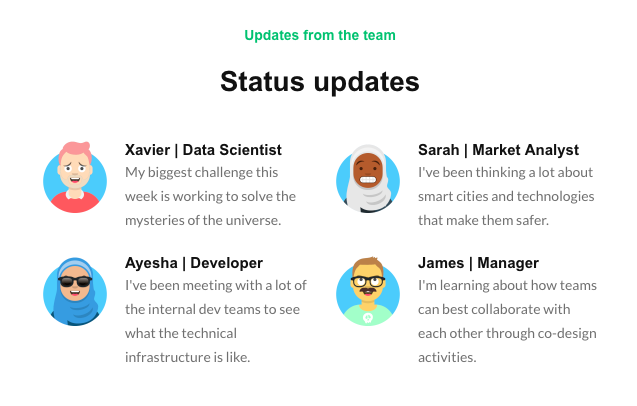 Updates from the team
Status updates
Xavier | Data Scientist
My biggest challenge this
week is working to solve the
mysteries of the universe.
Sarah | Market Analyst
I've been thinking a lot about
smart cities and technologies
that make them safer.
Ayesha | Developer
I've been meeting with a lot of
the internal dev teams to see
what the technical
infrastructure is like.
James | Manager
I'm learning about how teams
can best collaborate with
each other through co-design
activities.